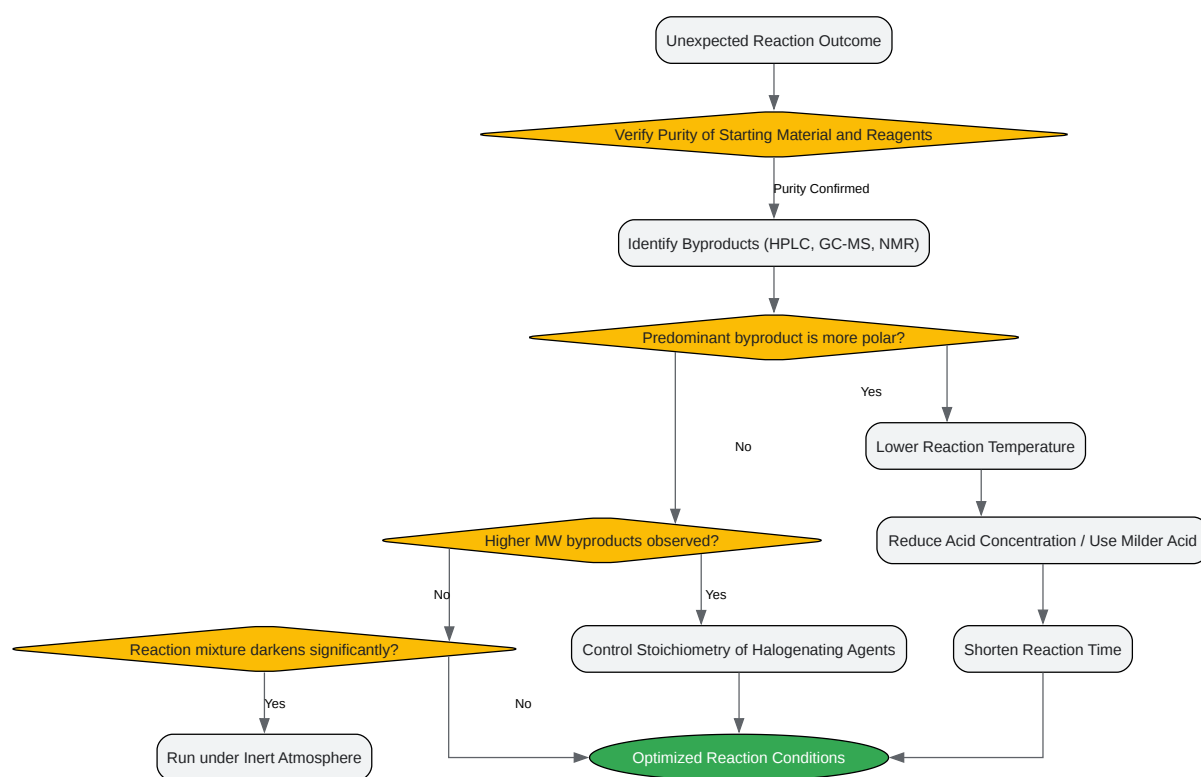 Unexpected Reaction Outcome
Verify Purity of Starting Material and Reagents
Purity Confirmed
Identify Byproducts (HPLC, GC-MS, NMR)
Predominant byproduct is more polar?
Yes
No
Lower Reaction Temperature
Higher MW byproducts observed?
Reduce Acid Concentration / Use Milder Acid
No
Yes
Reaction mixture darkens significantly?
Control Stoichiometry of Halogenating Agents
Shorten Reaction Time
Yes
No
Run under Inert Atmosphere
Optimized Reaction Conditions